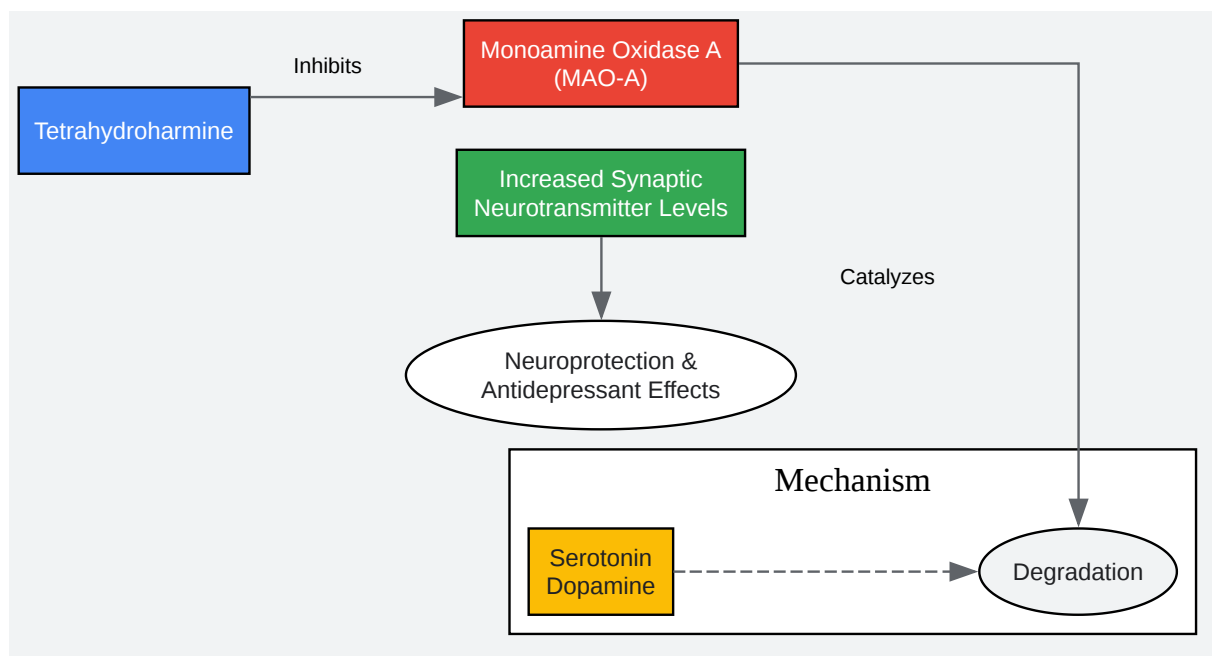 Monoamine Oxidase A
(MAO-A)
Inhibits
Tetrahydroharmine
Increased Synaptic
Neurotransmitter Levels
Catalyzes
Neuroprotection &
Antidepressant Effects
Mechanism
Serotonin
Dopamine
Degradation